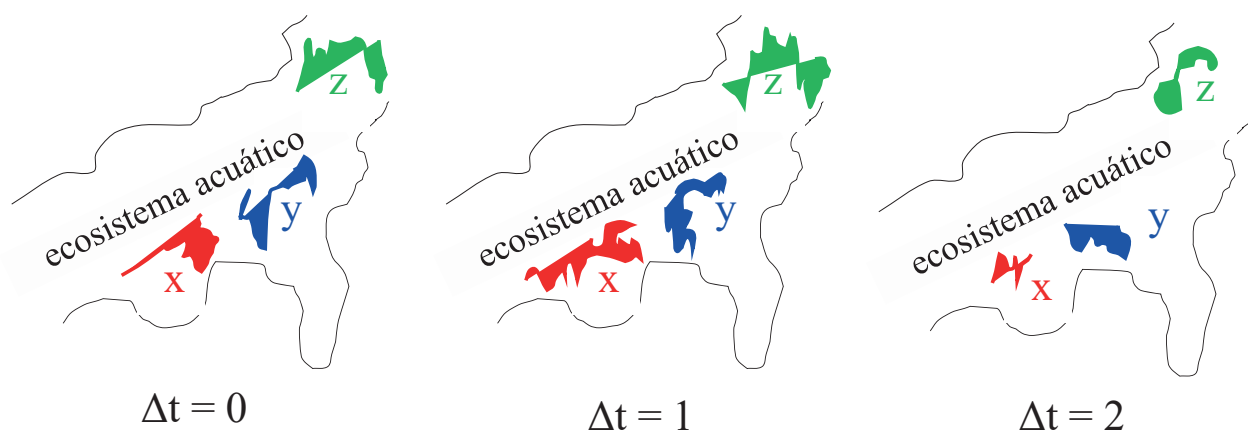 z
ecosistema acuático
y
x
Δt = 0
z
ecosistema acuático
y
x
Δt = 1
z
ecosistema acuático
y
x
Δt = 2